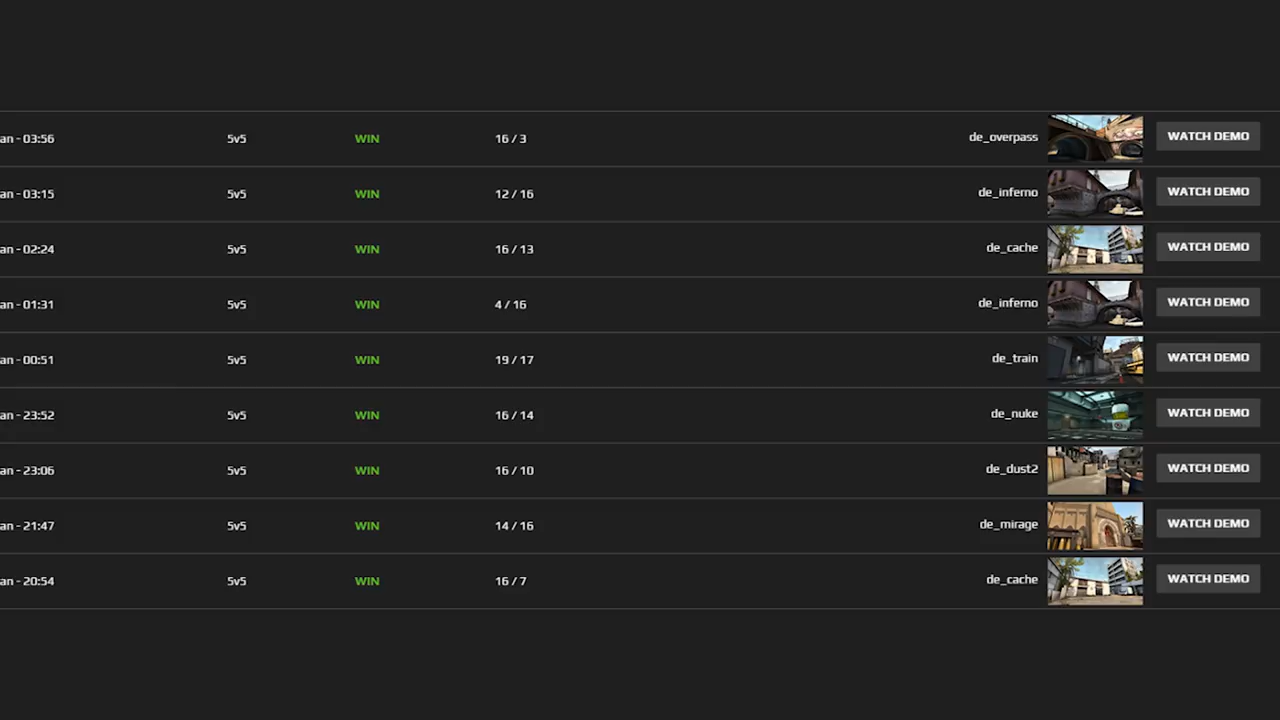 an - 03:56 5v5 WIN 16 / 3 de_overpass WATCH DEMO
an - 03:15 5v5 WIN 12 / 16 de_inferno WATCH DEMO
an - 02:24 5v5 WIN 16 / 13 de_cache WATCH DEMO
an - 01:31 5v5 WIN 4 / 16 de_inferno WATCH DEMO
an - 00:51 5v5 WIN 19 / 17 de_train WATCH DEMO
an - 23:52 5v5 WIN 16 / 14 de_nuke WATCH DEMO
an - 23:06 5v5 WIN 16 / 10 de_dust2 WATCH DEMO
an - 21:47 5v5 WIN 14 / 16 de_mirage WATCH DEMO
an - 20:54 5v5 WIN 16 / 7 de_cache WATCH DEMO